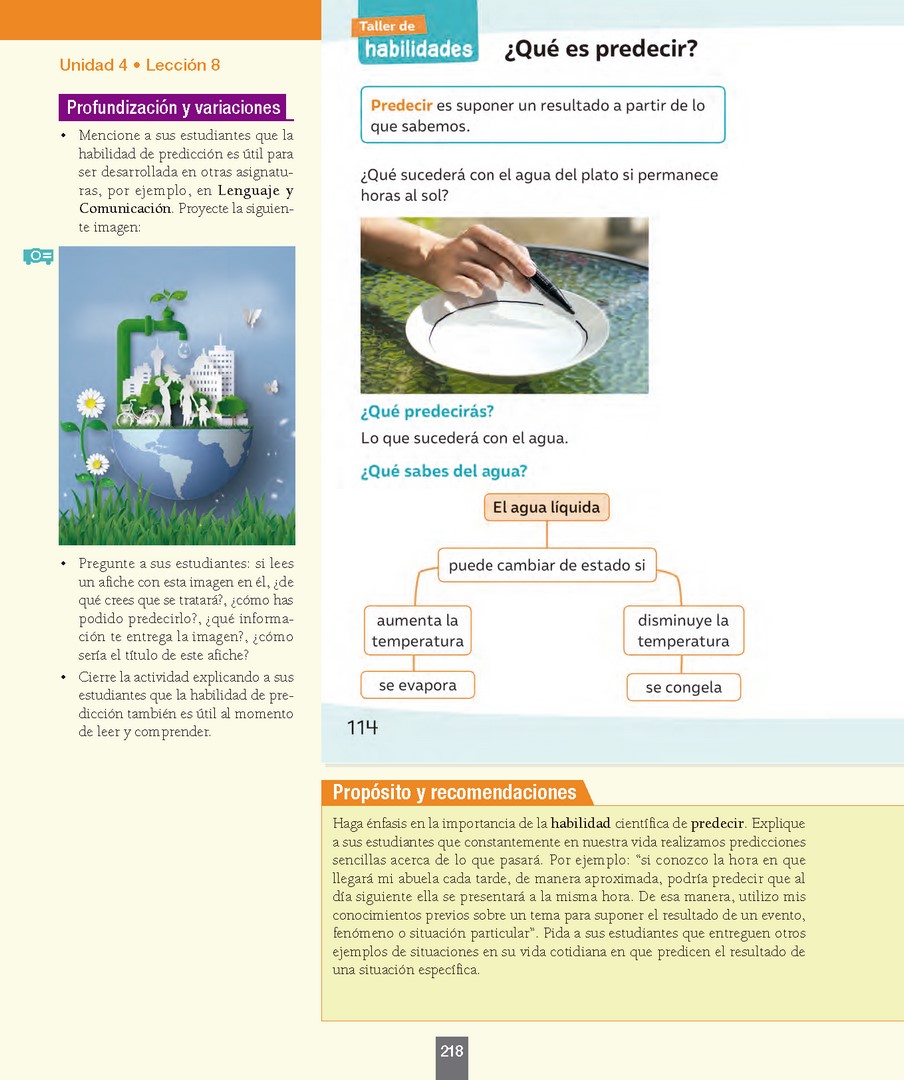 Unidad 4 • Lección 8
Profundización y variaciones
• Mencione a sus estudiantes que la
habilidad de predicción es útil para
ser desarrollada en otras asignatu-
ras, por ejemplo, en Lenguaje y
Comunicación. Proyecte la siguien-
te imagen:
• Pregunte a sus estudiantes: si lees
un afiche con esta imagen en él, ¿de
qué crees que se tratará?, ¿cómo has
podido predecirlo?, ¿qué informa-
ción te entrega la imagen?, ¿cómo
sería el título de este afiche?
• Cierre la actividad explicando a sus
estudiantes que la habilidad de pre-
dicción también es útil al momento
de leer y comprender.
Taller de
habilidades
¿Qué es predecir?
Predecir es suponer un resultado a partir de lo
que sabemos.
¿Qué sucederá con el agua del plato si permanece
horas al sol?
¿Qué predecirás?
Lo que sucederá con el agua.
¿Qué sabes del agua?
El agua líquida
puede cambiar de estado si
aumenta la
temperatura
se evapora
disminuye la
temperatura
se congela
114
Propósito y recomendaciones
Haga énfasis en la importancia de la habilidad científica de predecir. Explique
a sus estudiantes que constantemente en nuestra vida realizamos predicciones
sencillas acerca de lo que pasará. Por ejemplo: "si conozco la hora en que
llegará mi abuela cada tarde, de manera aproximada, podría predecir que al
día siguiente ella se presentará a la misma hora. De esa manera, utilizo mis
conocimientos previos sobre un tema para suponer el resultado de un evento,
fenómeno o situación particular". Pida a sus estudiantes que entreguen otros
ejemplos de situaciones en su vida cotidiana en que predicen el resultado de
una situación específica.
218